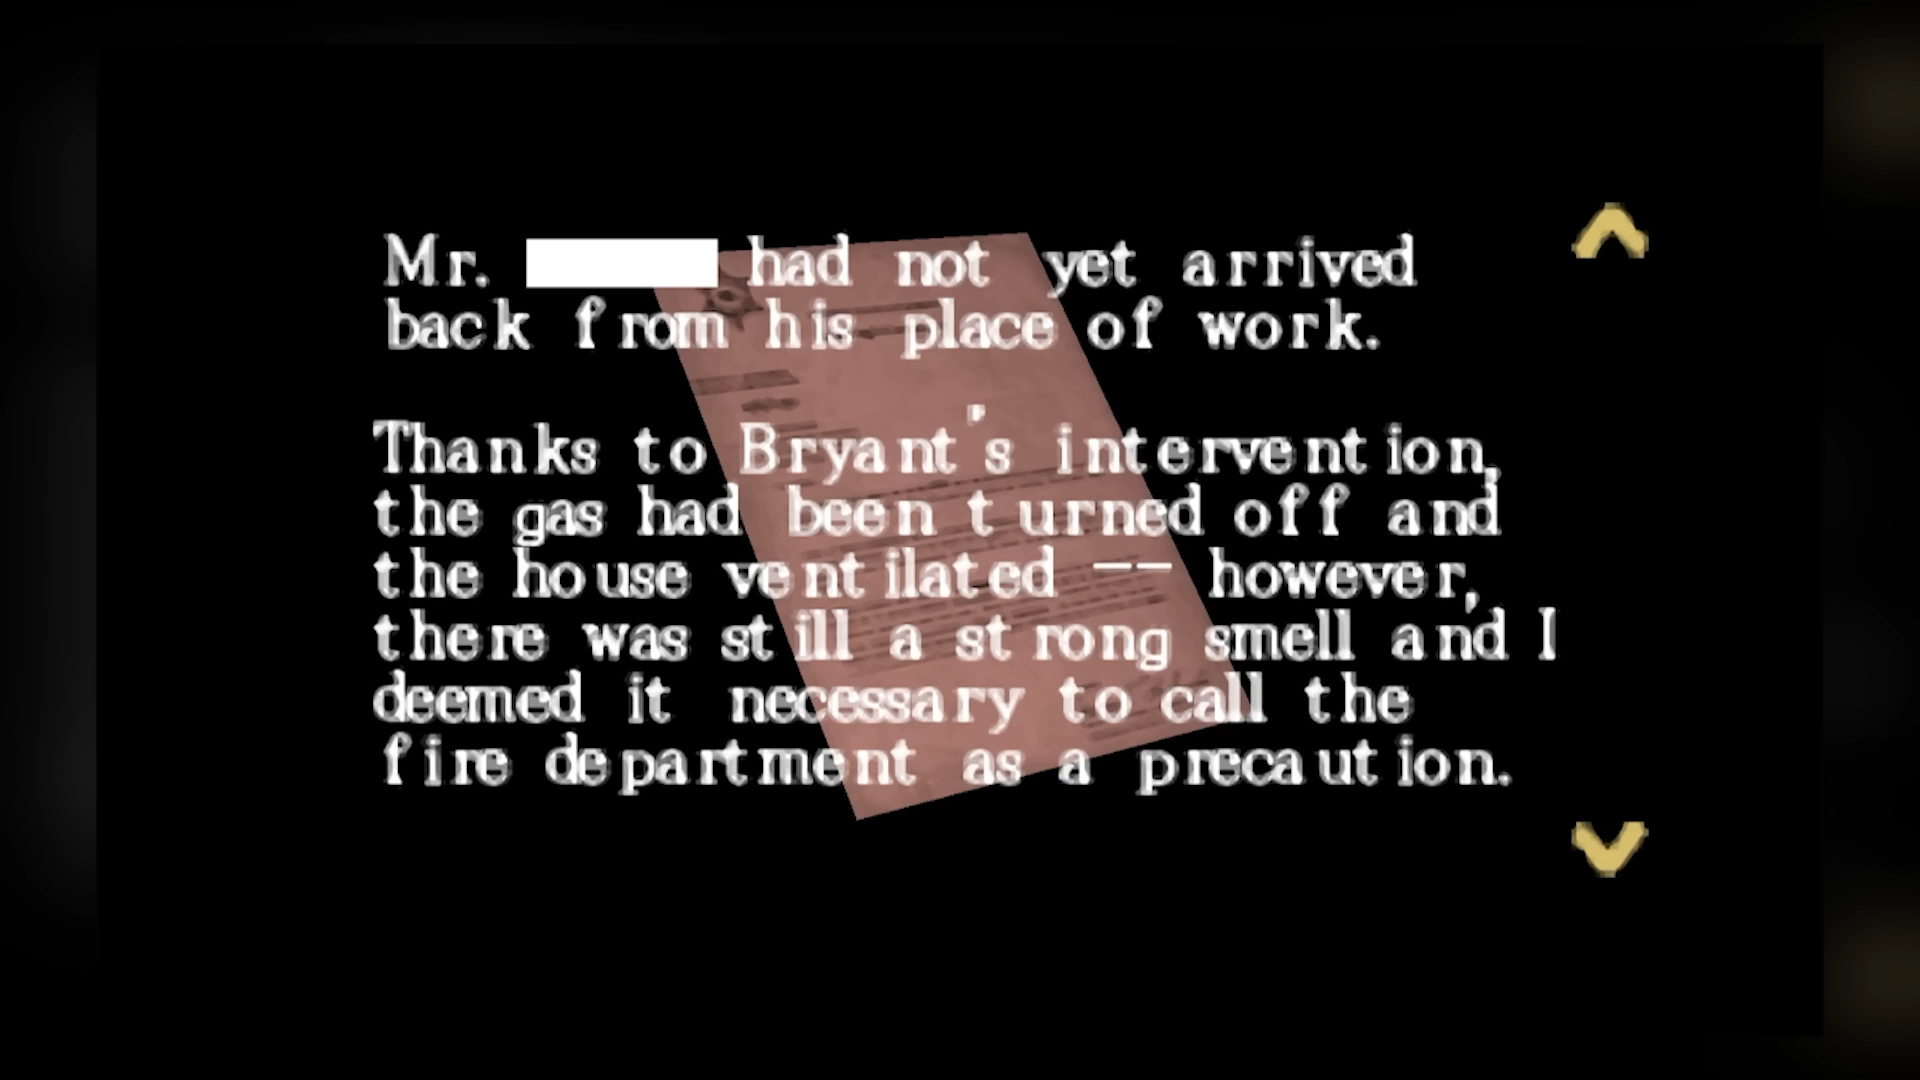 Mr. had not yet arrived
back from his place of work.
Thanks to Bryant's intervention,
the gas had been turned off and
the house ventilated -- however,
there was still a strong smell and I
deemed it necessary to call the
fire department as a precaution.